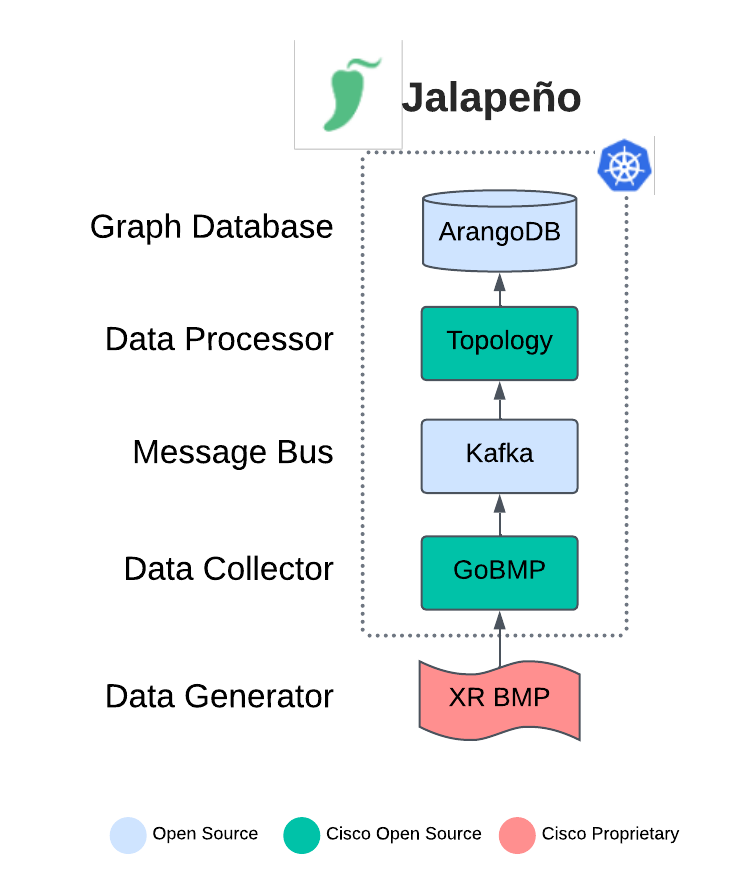 Jalapeño
Graph Database
ArangoDB
Data Processor
Topology
Message Bus
Kafka
Data Collector
GoBMP
Data Generator
XR BMP
Open Source
Cisco Open Source
Cisco Proprietary